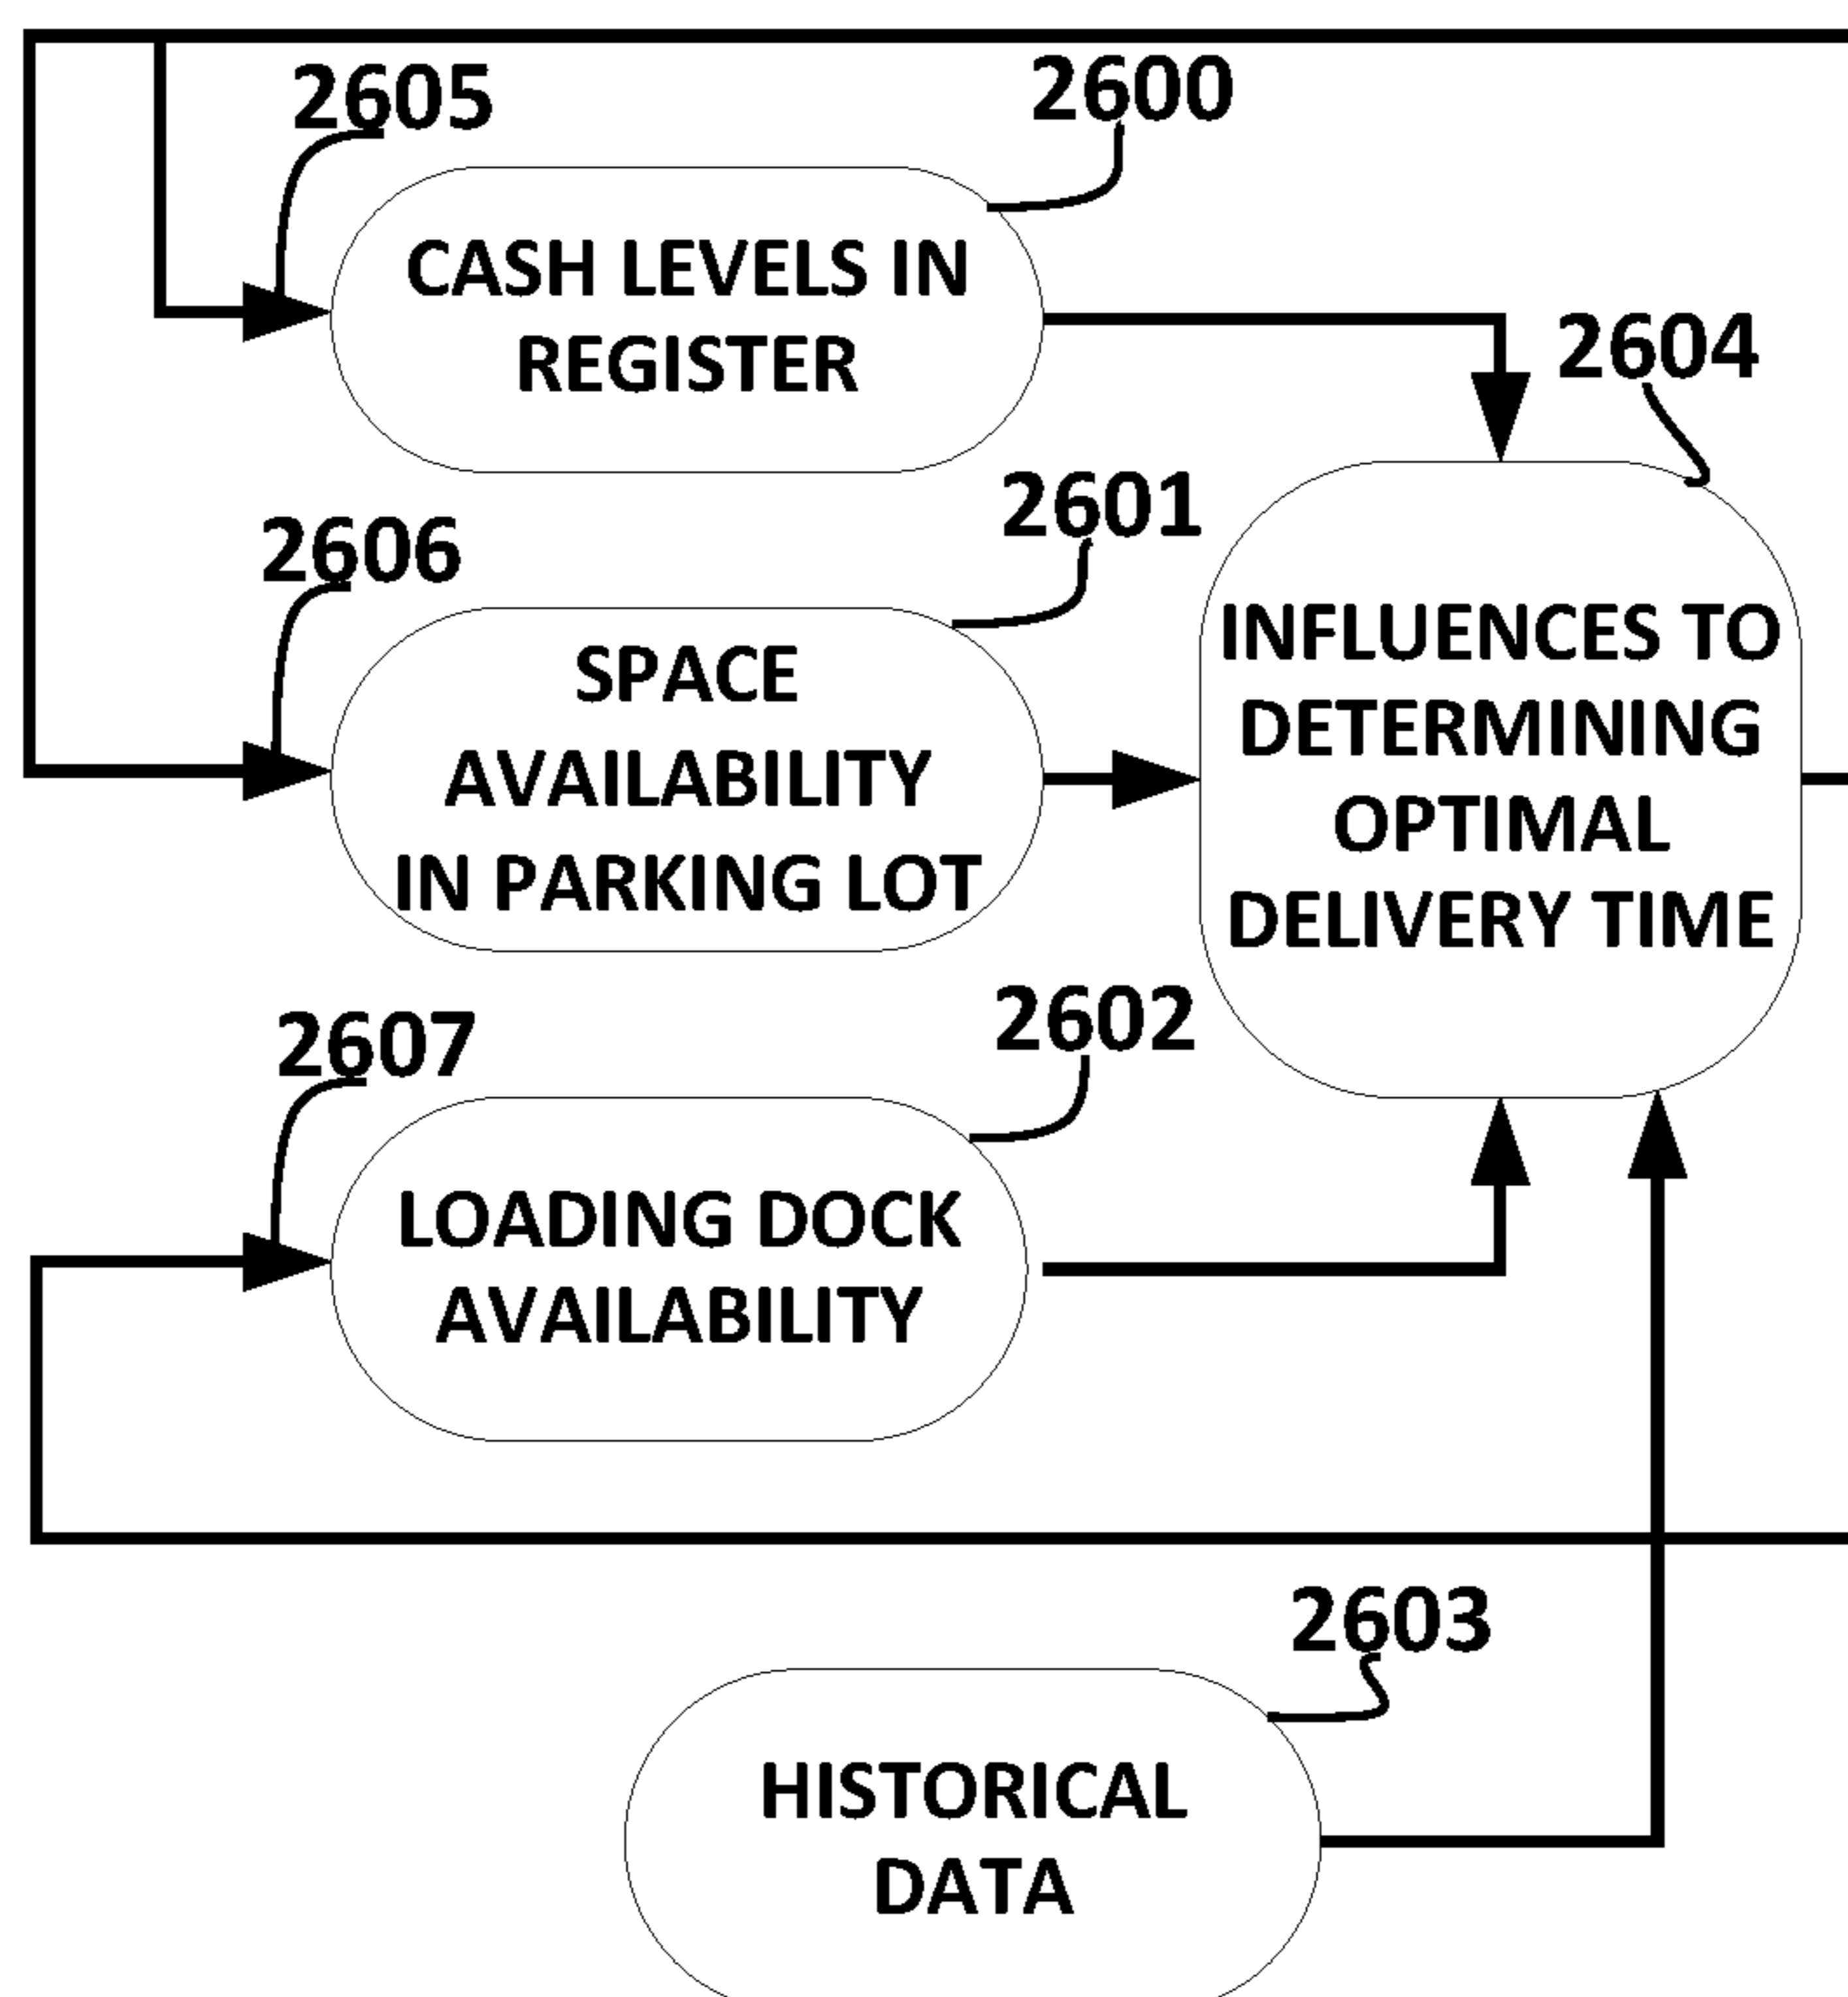 2605
2600
CASH LEVELS IN
REGISTER
2604
2606
2601
SPACE
AVAILABILITY
IN PARKING LOT
INFLUENCES TO
DETERMINING
OPTIMAL
DELIVERY TIME
2607
2602
LOADING DOCK
AVAILABILITY
2603
HISTORICAL
DATA